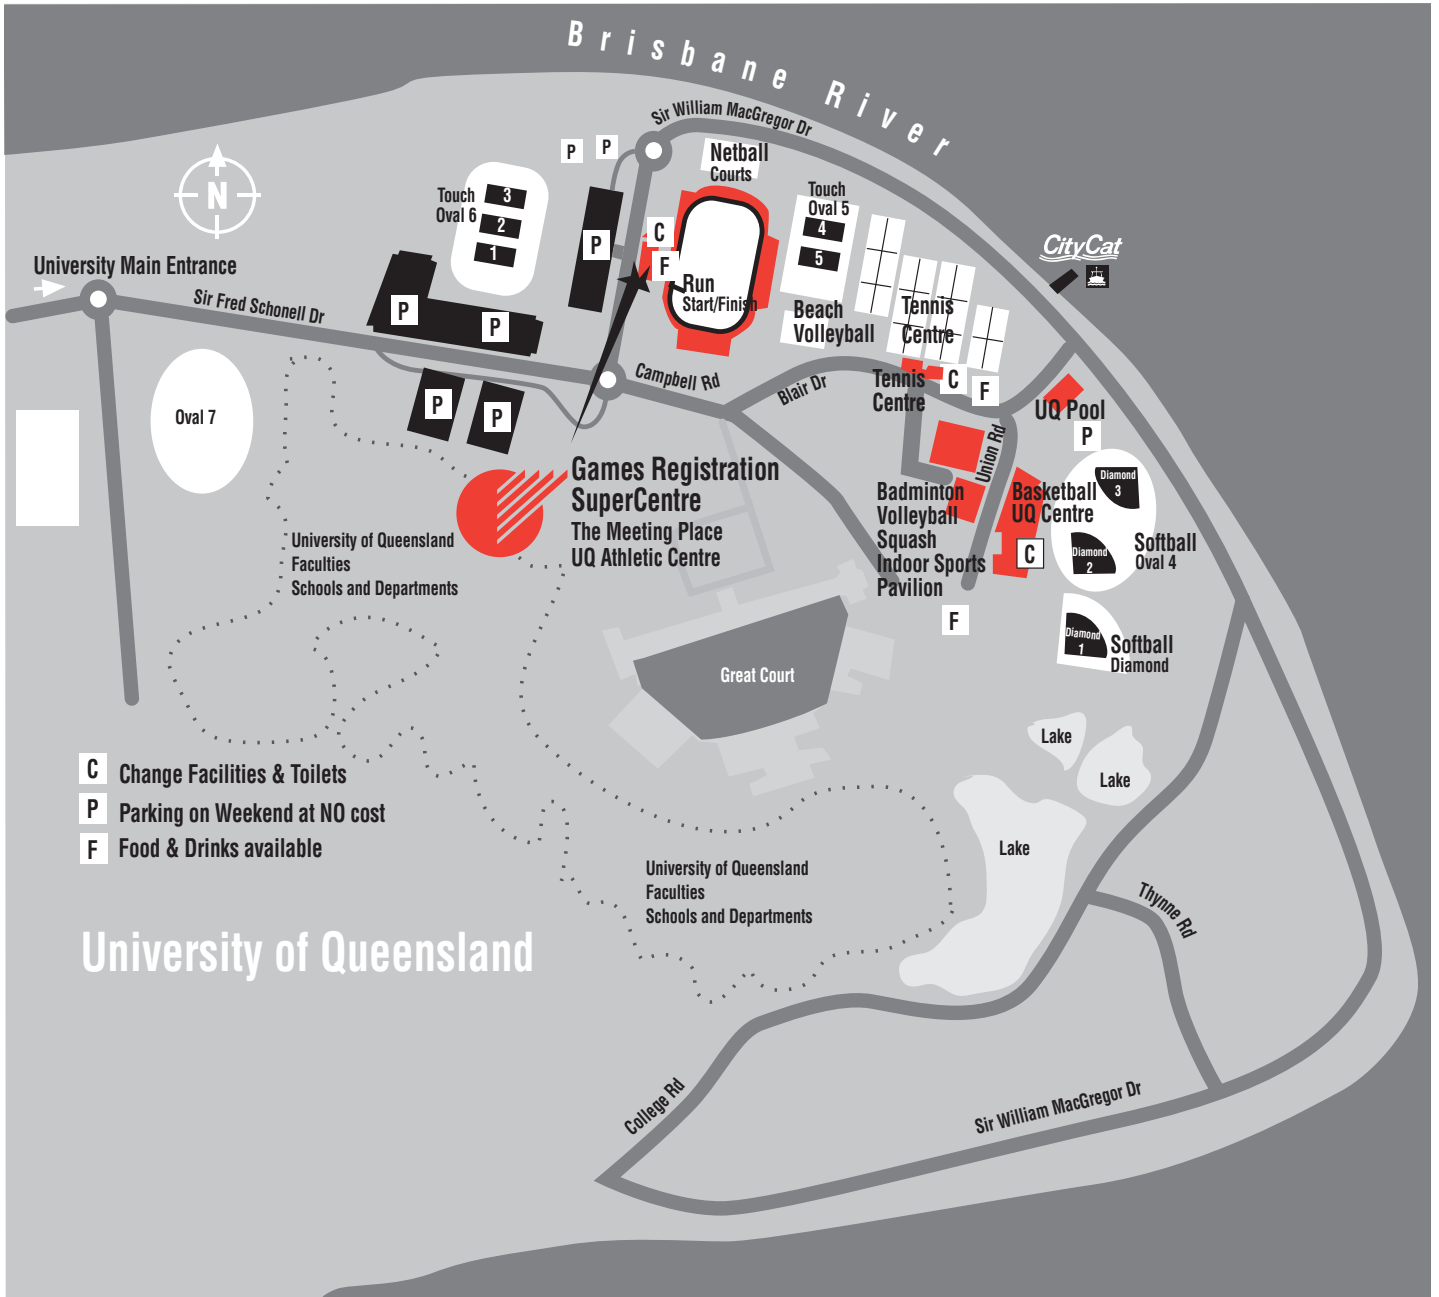 Brisbane River
Sir William MacGregor Dr
P
P
Netball
Courts
N
Touch
Oval 6
3
2
1
Touch
Oval 5
4
5
C
F
P
CityCat
University Main Entrance
Sir Fred Schonell Dr
P
P
Run
Start/Finish
Beach
Volleyball
Tennis
Centre
Campbell Rd
Blair Dr
Tennis
Centre
C
F
UQ Pool
P
P
P
Oval 7
Union Rd
Games Registration
SuperCentre
The Meeting Place
UQ Athletic Centre
Badminton
Volleyball
Squash
Indoor Sports
Pavilion
Basketball
UQ Centre
C
F
Diamond
3
Diamond
2
Softball
Oval 4
Diamond
1
Softball
Diamond
University of Queensland
Faculties
Schools and Departments
Great Court
Lake
Lake
Lake
C Change Facilities & Toilets
P Parking on Weekend at NO cost
F Food & Drinks available
University of Queensland
Faculties
Schools and Departments
Thynne Rd
University of Queensland
College Rd
Sir William MacGregor Dr